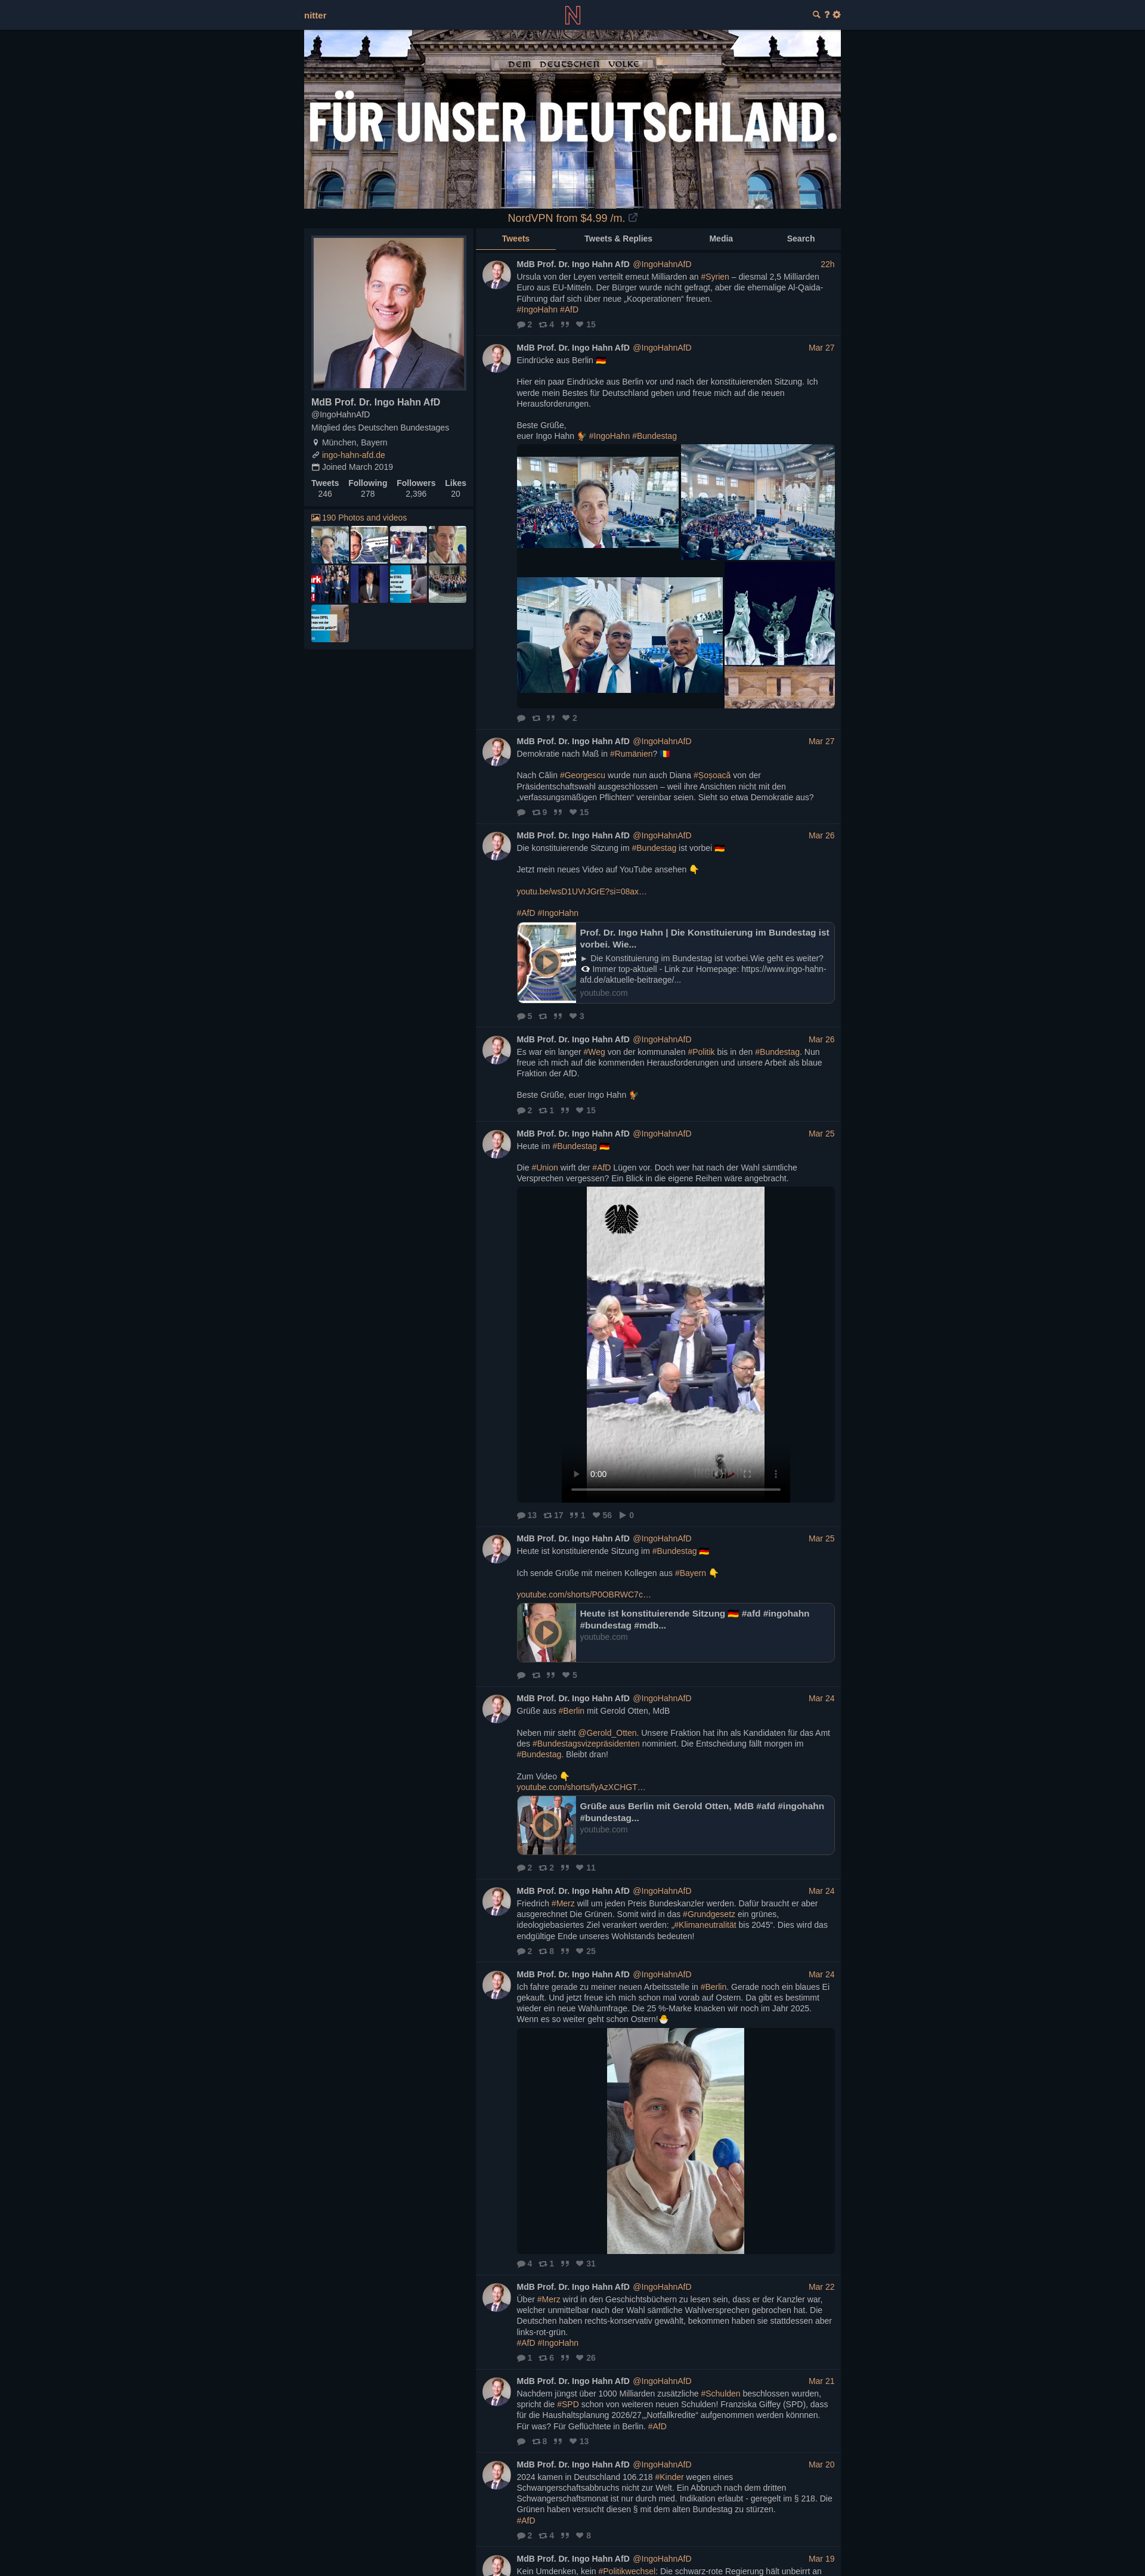 nitter
DEM DEUTSCHEN VOLKE
FÜR UNSER DEUTSCHLAND.
NordVPN from $4.99 /m.
MdB Prof. Dr. Ingo Hahn AfD
@IngoHahnAfD
Mitglied des Deutschen Bundestages
München, Bayern
ingo-hahn-afd.de
Joined March 2019
Tweets Following Followers Likes
246 278 2,396 20
190 Photos and videos
Tweets Tweets & Replies Media Search
MdB Prof. Dr. Ingo Hahn AfD @IngoHahnAfD 22h
Ursula von der Leyen verteilt erneut Milliarden an #Syrien – diesmal 2,5 Milliarden
Euro aus EU-Mitteln. Der Bürger wurde nicht gefragt, aber die ehemalige Al-Qaida-
Führung darf sich über neue „Kooperationen“ freuen.
#IngoHahn #AfD
2 4 15
MdB Prof. Dr. Ingo Hahn AfD @IngoHahnAfD Mar 27
Eindrücke aus Berlin 🇩🇪
Hier ein paar Eindrücke aus Berlin vor und nach der konstituierenden Sitzung. Ich
werde mein Bestes für Deutschland geben und freue mich auf die neuen
Herausforderungen.
Beste Grüße,
euer Ingo Hahn 🐓 #IngoHahn #Bundestag
2
MdB Prof. Dr. Ingo Hahn AfD @IngoHahnAfD Mar 27
Demokratie nach Maß in #Rumänien? 🇷🇴
Nach Călin #Georgescu wurde nun auch Diana #Șoșoacă von der
Präsidentschaftswahl ausgeschlossen – weil ihre Ansichten nicht mit den
„verfassungsmäßigen Pflichten“ vereinbar seien. Sieht so etwa Demokratie aus?
9 15
MdB Prof. Dr. Ingo Hahn AfD @IngoHahnAfD Mar 26
Die konstituierende Sitzung im #Bundestag ist vorbei 🇩🇪
Jetzt mein neues Video auf YouTube ansehen 👇
youtu.be/wsD1UVrJGrE?si=08ax…
#AfD #IngoHahn
Prof. Dr. Ingo Hahn | Die Konstituierung im Bundestag ist
vorbei. Wie...
► Die Konstituierung im Bundestag ist vorbei.Wie geht es weiter?
👁️‍🗨️ Immer top-aktuell - Link zur Homepage: https://www.ingo-hahn-
afd.de/aktuelle-beitraege/...
youtube.com
5 3
MdB Prof. Dr. Ingo Hahn AfD @IngoHahnAfD Mar 26
Es war ein langer #Weg von der kommunalen #Politik bis in den #Bundestag. Nun
freue ich mich auf die kommenden Herausforderungen und unsere Arbeit als blaue
Fraktion der AfD.
Beste Grüße, euer Ingo Hahn 🐓
2 1 15
MdB Prof. Dr. Ingo Hahn AfD @IngoHahnAfD Mar 25
Heute im #Bundestag 🇩🇪
Die #Union wirft der #AfD Lügen vor. Doch wer hat nach der Wahl sämtliche
Versprechen vergessen? Ein Blick in die eigene Reihen wäre angebracht.
0:00
13 17 1 56 0
MdB Prof. Dr. Ingo Hahn AfD @IngoHahnAfD Mar 25
Heute ist konstituierende Sitzung im #Bundestag 🇩🇪
Ich sende Grüße mit meinen Kollegen aus #Bayern 👇
youtube.com/shorts/P0OBRWC7c…
Heute ist konstituierende Sitzung 🇩🇪 #afd #ingohahn
#bundestag #mdb...
youtube.com
5
MdB Prof. Dr. Ingo Hahn AfD @IngoHahnAfD Mar 24
Grüße aus #Berlin mit Gerold Otten, MdB
Neben mir steht @Gerold_Otten. Unsere Fraktion hat ihn als Kandidaten für das Amt
des #Bundestagsvizepräsidenten nominiert. Die Entscheidung fällt morgen im
#Bundestag. Bleibt dran!
Zum Video 👇
youtube.com/shorts/fyAzXCHGT…
Grüße aus Berlin mit Gerold Otten, MdB #afd #ingohahn
#bundestag...
youtube.com
2 2 11
MdB Prof. Dr. Ingo Hahn AfD @IngoHahnAfD Mar 24
Friedrich #Merz will um jeden Preis Bundeskanzler werden. Dafür braucht er aber
ausgerechnet Die Grünen. Somit wird in das #Grundgesetz ein grünes,
ideologiebasiertes Ziel verankert werden: „#Klimaneutralität bis 2045“. Dies wird das
endgültige Ende unseres Wohlstands bedeuten!
2 8 25
MdB Prof. Dr. Ingo Hahn AfD @IngoHahnAfD Mar 24
Ich fahre gerade zu meiner neuen Arbeitsstelle in #Berlin. Gerade noch ein blaues Ei
gekauft. Und jetzt freue ich mich schon mal vorab auf Ostern. Da gibt es bestimmt
wieder ein neue Wahlumfrage. Die 25 %-Marke knacken wir noch im Jahr 2025.
Wenn es so weiter geht schon Ostern!🐣
4 1 31
MdB Prof. Dr. Ingo Hahn AfD @IngoHahnAfD Mar 22
Über #Merz wird in den Geschichtsbüchern zu lesen sein, dass er der Kanzler war,
welcher unmittelbar nach der Wahl sämtliche Wahlversprechen gebrochen hat. Die
Deutschen haben rechts-konservativ gewählt, bekommen haben sie stattdessen aber
links-rot-grün.
#AfD #IngoHahn
1 6 26
MdB Prof. Dr. Ingo Hahn AfD @IngoHahnAfD Mar 21
Nachdem jüngst über 1000 Milliarden zusätzliche #Schulden beschlossen wurden,
spricht die #SPD schon von weiteren neuen Schulden! Franziska Giffey (SPD), dass
für die Haushaltsplanung 2026/27„„Notfallkredite“ aufgenommen werden könnnen.
Für was? Für Geflüchtete in Berlin. #AfD
8 13
MdB Prof. Dr. Ingo Hahn AfD @IngoHahnAfD Mar 20
2024 kamen in Deutschland 106.218 #Kinder wegen eines
Schwangerschaftsabbruchs nicht zur Welt. Ein Abbruch nach dem dritten
Schwangerschaftsmonat ist nur durch med. Indikation erlaubt - geregelt im § 218. Die
Grünen haben versucht diesen § mit dem alten Bundestag zu stürzen.
#AfD
2 4 8
MdB Prof. Dr. Ingo Hahn AfD @IngoHahnAfD Mar 19
Kein Umdenken, kein #Politikwechsel: Die schwarz-rote Regierung hält unbeirrt an